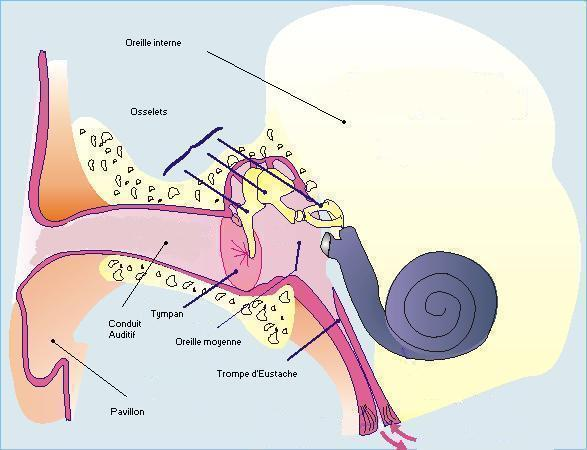 Oreille interne
Osselets
Tympan
Conduit
Auditif
Oreille moyenne
Trompe d'Eustache
Pavillon